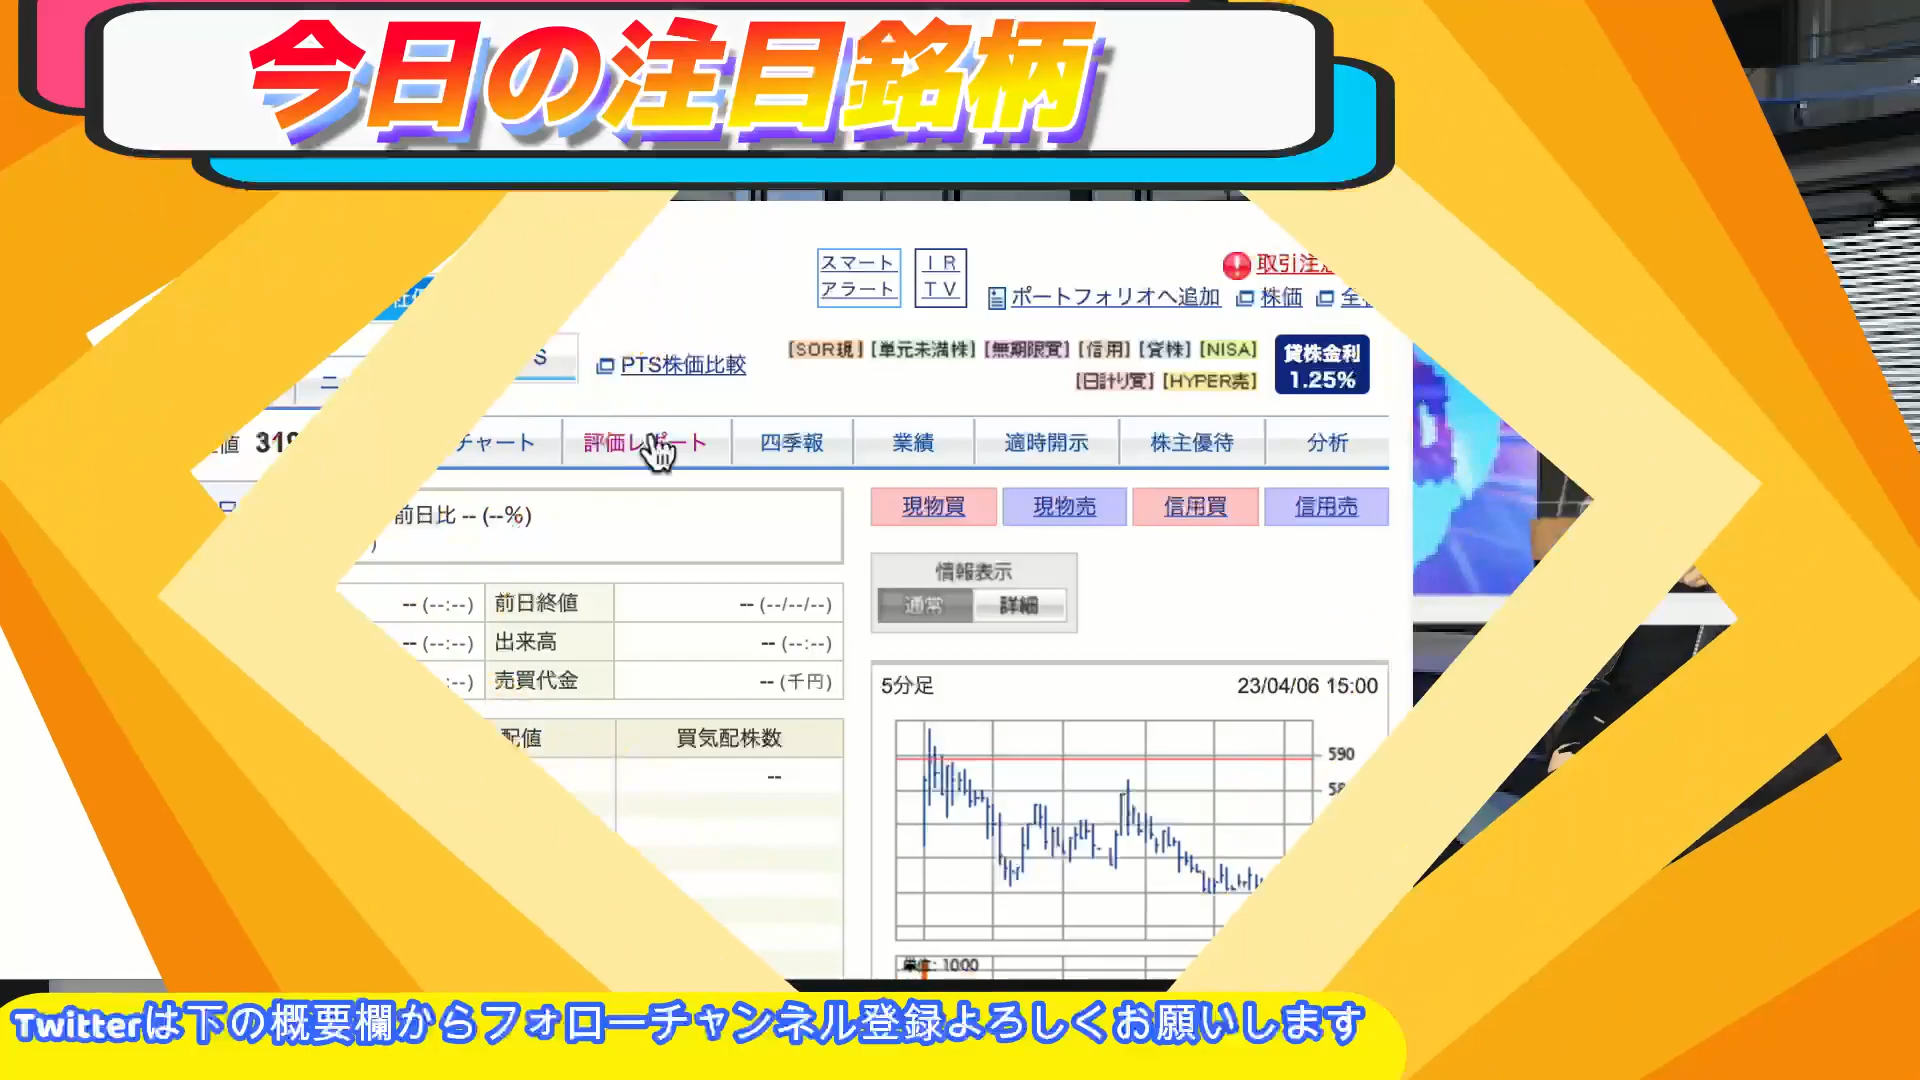 今日の注目銘柄
スマート
アラート
IR
TV
取引注意
ポートフォリオへ追加 株価
PTS株価比較
[SOR現] [単元未満株] [無期限買] [信用] [貸株] [NISA]
[日計り買] [HYPER売]
貸株金利
1.25%
チャート 評価レポート 四季報 業績 適時開示 株主優待 分析
現物買 現物売 信用買 信用売
前日比 -- (--%)
情報表示
通常 詳細
-- (--:--) 前日終値 -- (--/--/--)
-- (--:--) 出来高 -- (--:--)
売買代金 -- (千円)
配値 買気配株数
--
5分足 23/04/06 15:00
590
単位: 1000
Twitterは下の概要欄からフォローチャンネル登録よろしくお願いします